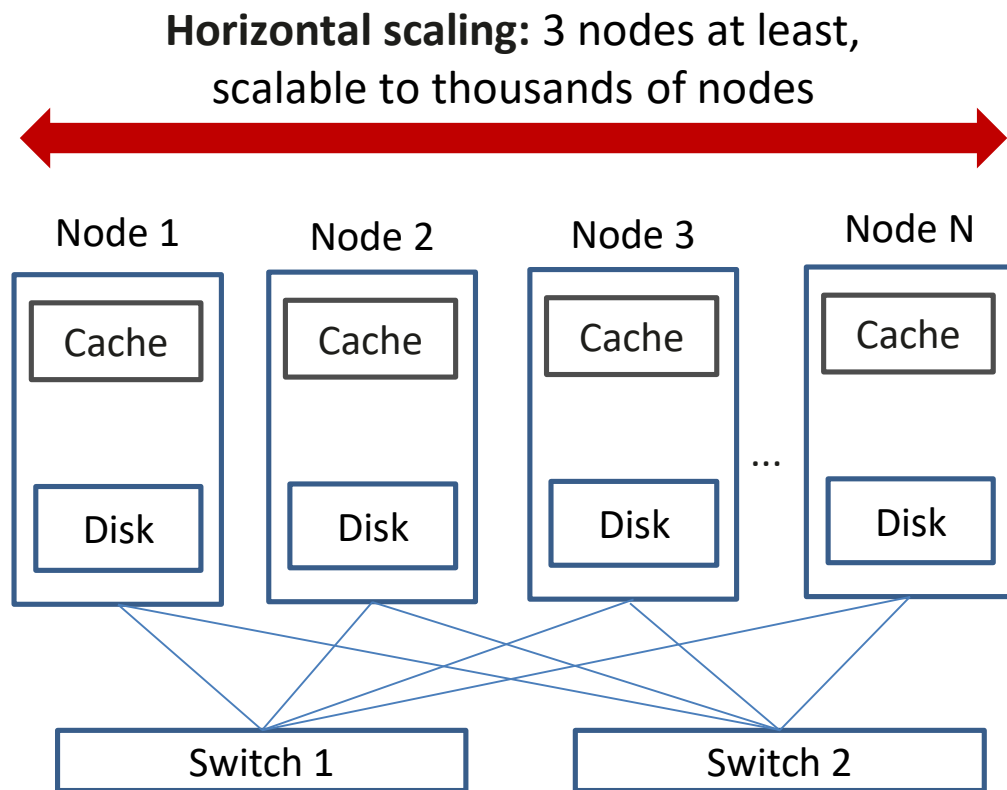 Horizontal scaling: 3 nodes at least,
scalable to thousands of nodes
Node 1
Node 2
Node 3
Node N
Cache
Cache
Cache
Cache
...
Disk
Disk
Disk
Disk
Switch 1
Switch 2